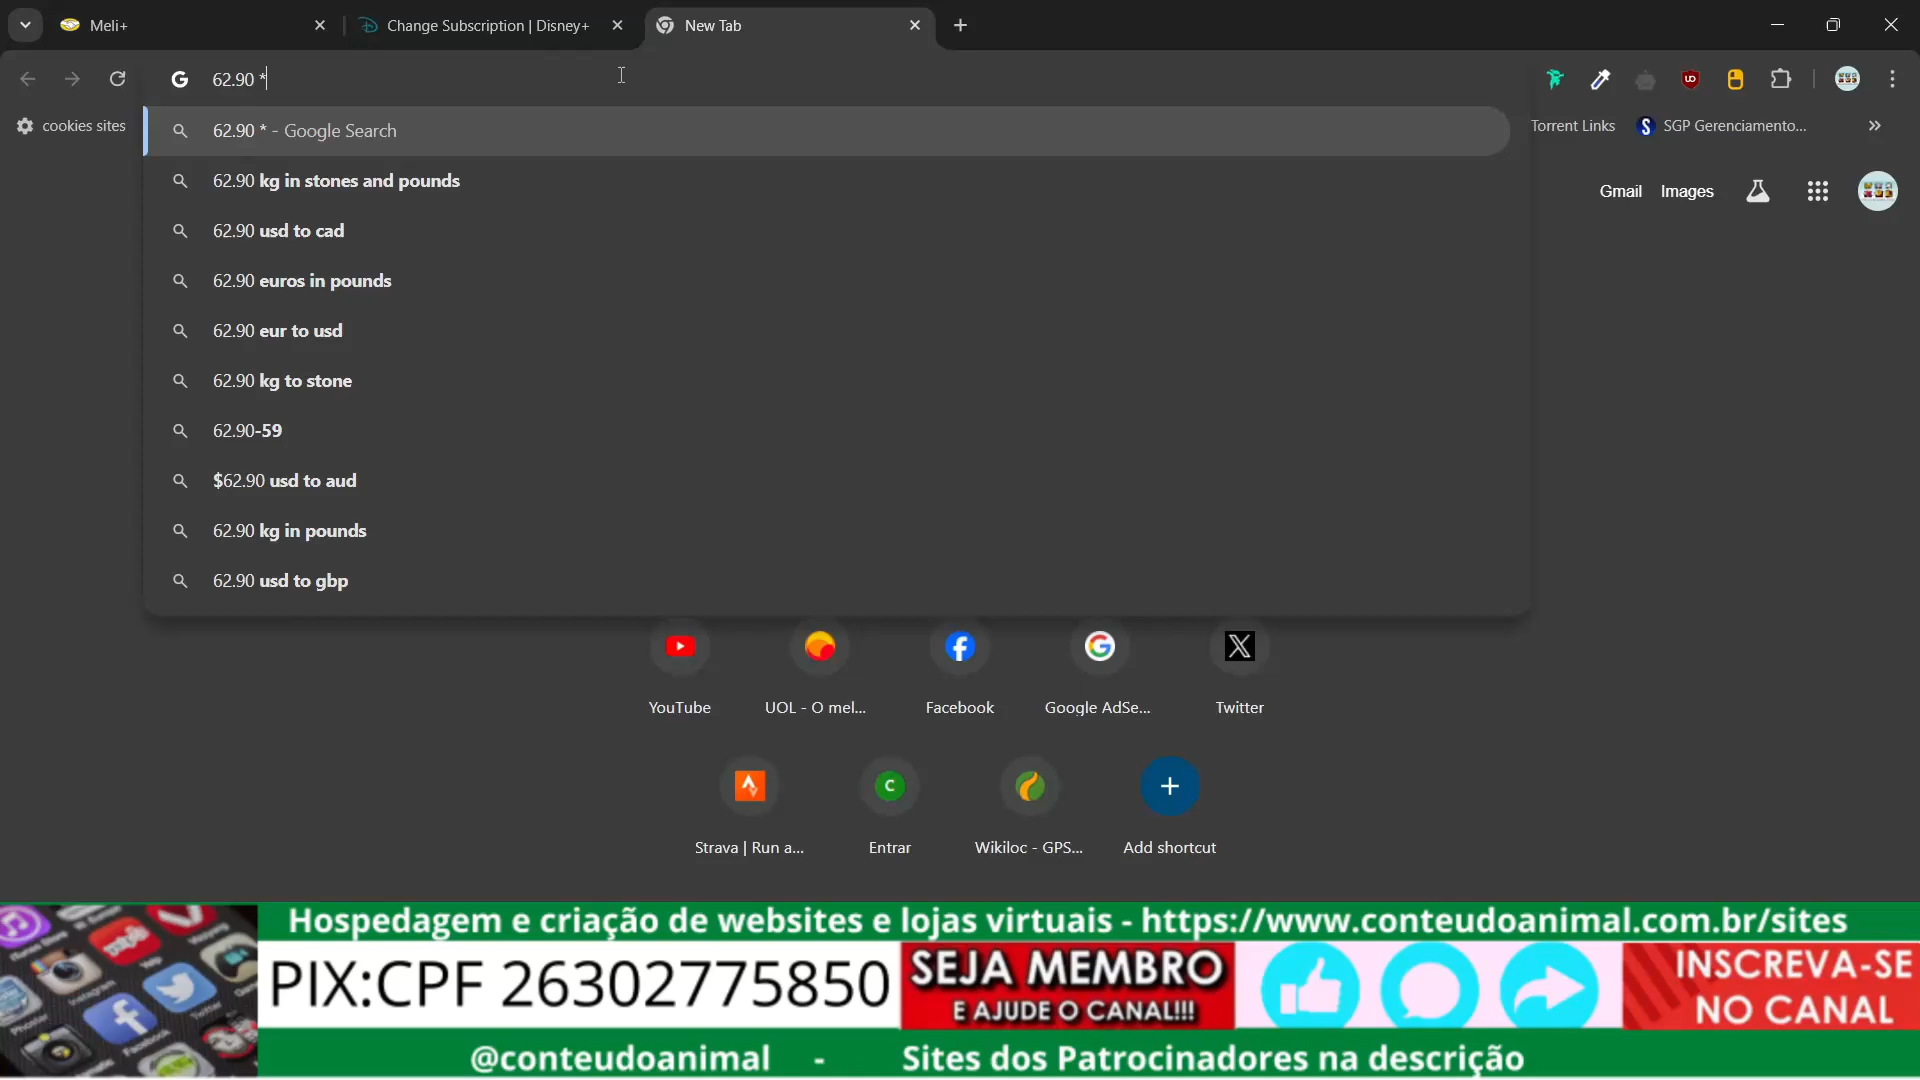 Meli+
Change Subscription | Disney+
New Tab
62.90 *
cookies sites
Torrent Links
SGP Gerenciamento...
62.90 * - Google Search
62.90 kg in stones and pounds
62.90 usd to cad
62.90 euros in pounds
62.90 eur to usd
62.90 kg to stone
62.90-59
$62.90 usd to aud
62.90 kg in pounds
62.90 usd to gbp
Gmail
Images
YouTube
UOL - O mel...
Facebook
Google AdSe...
Twitter
Strava | Run a...
C
Entrar
Wikiloc - GPS...
Add shortcut
Hospedagem e criação de websites e lojas virtuais - https://www.conteudoanimal.com.br/sites
PIX:CPF 26302775850
SEJA MEMBRO
E AJUDE O CANAL!!!
INSCREVA-SE
NO CANAL
@conteudoanimal - Sites dos Patrocinadores na descrição